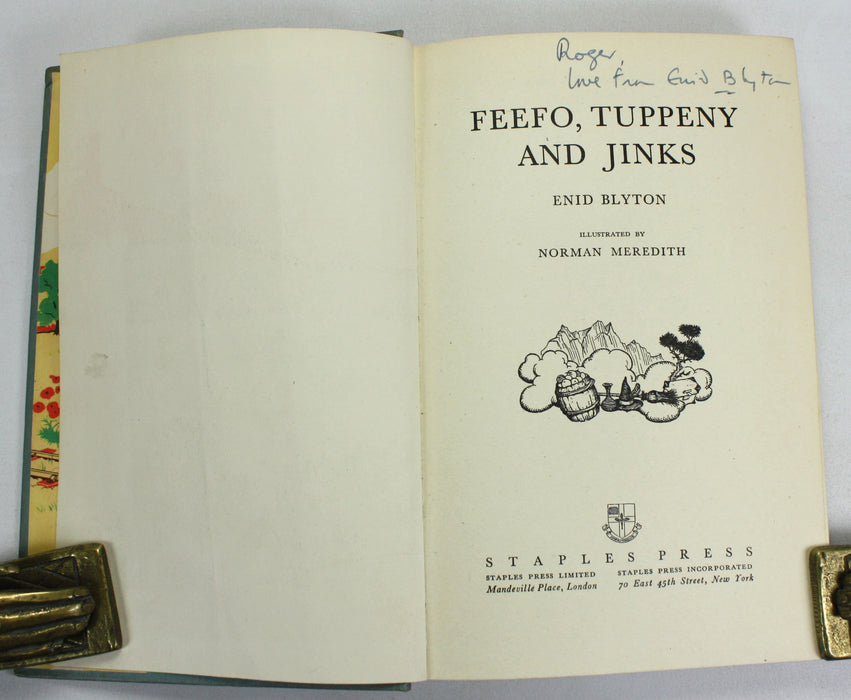 Roger,
love from Enid Blyton
FEEFO, TUPPENY
AND JINKS
ENID BLYTON
ILLUSTRATED BY
NORMAN MEREDITH
STAPLES PRESS
STAPLES PRESS LIMITED STAPLES PRESS INCORPORATED
Mandeville Place, London 70 East 45th Street, New York